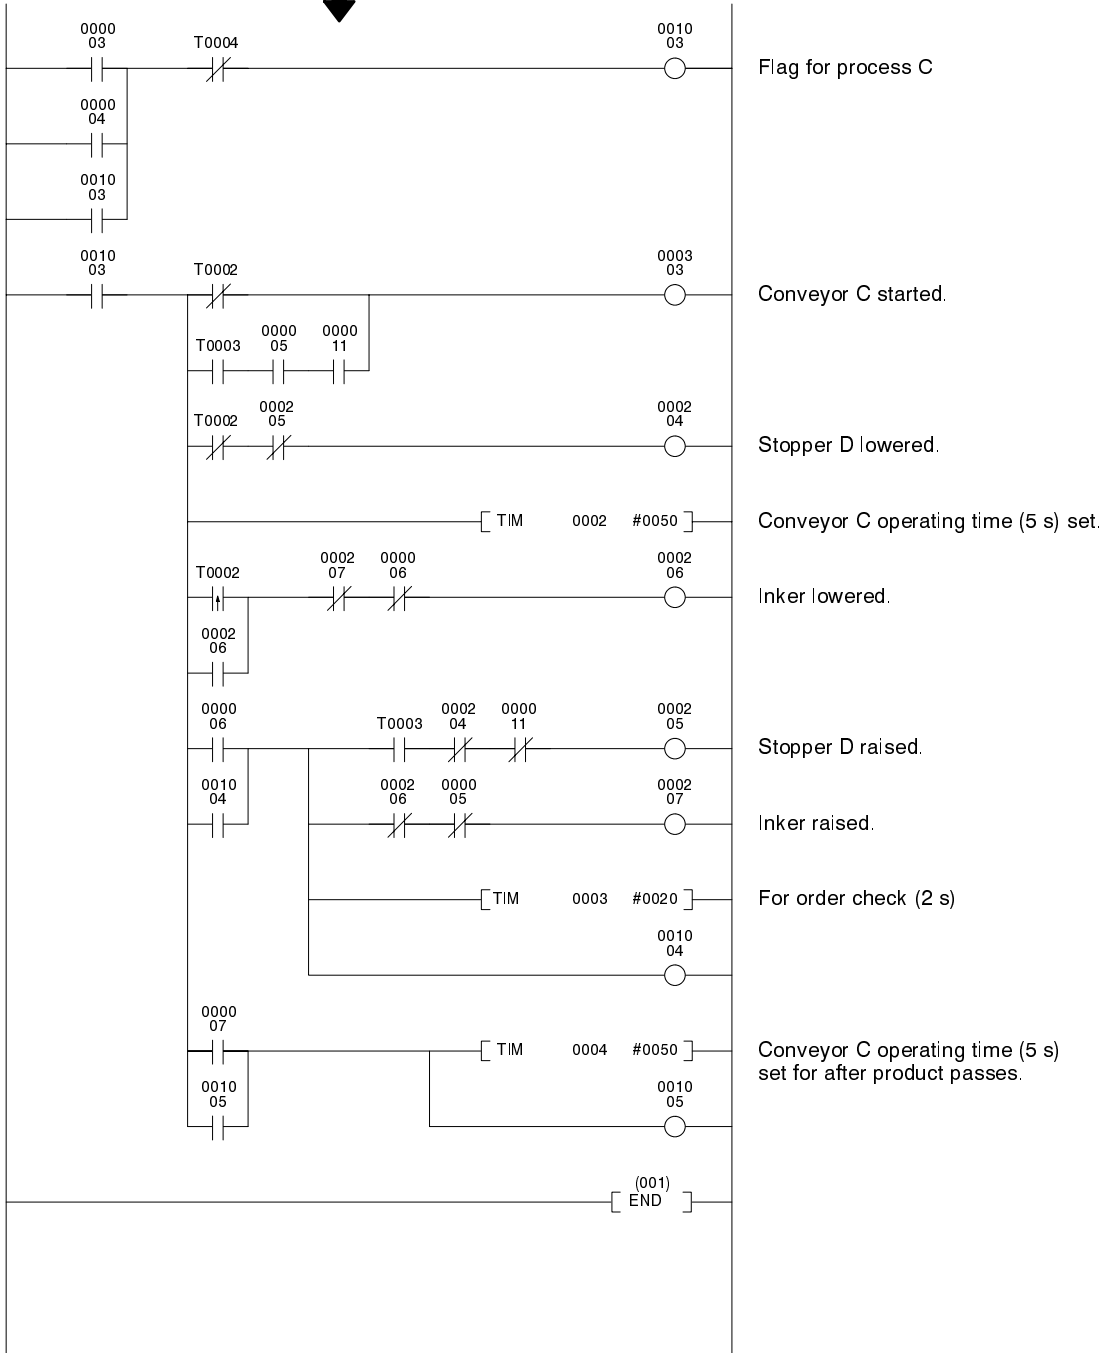 0000
03
T0004
0010
03
Flag for process C
0000
04
0010
03
0010
03
T0002
0003
03
Conveyor C started.
T0003
0000
05
0000
11
T0002
0002
05
0002
04
Stopper D lowered.
TIM 0002 #0050
Conveyor C operating time (5 s) set.
T0002
0002
07
0000
06
0002
06
Inker lowered.
0002
06
0000
06
T0003
0002
04
0000
11
0002
05
Stopper D raised.
0010
04
0002
06
0000
05
0002
07
Inker raised.
TIM 0003 #0020
For order check (2 s)
0010
04
0000
07
TIM 0004 #0050
Conveyor C operating time (5 s)
set for after product passes.
0010
05
0010
05
(001)
END